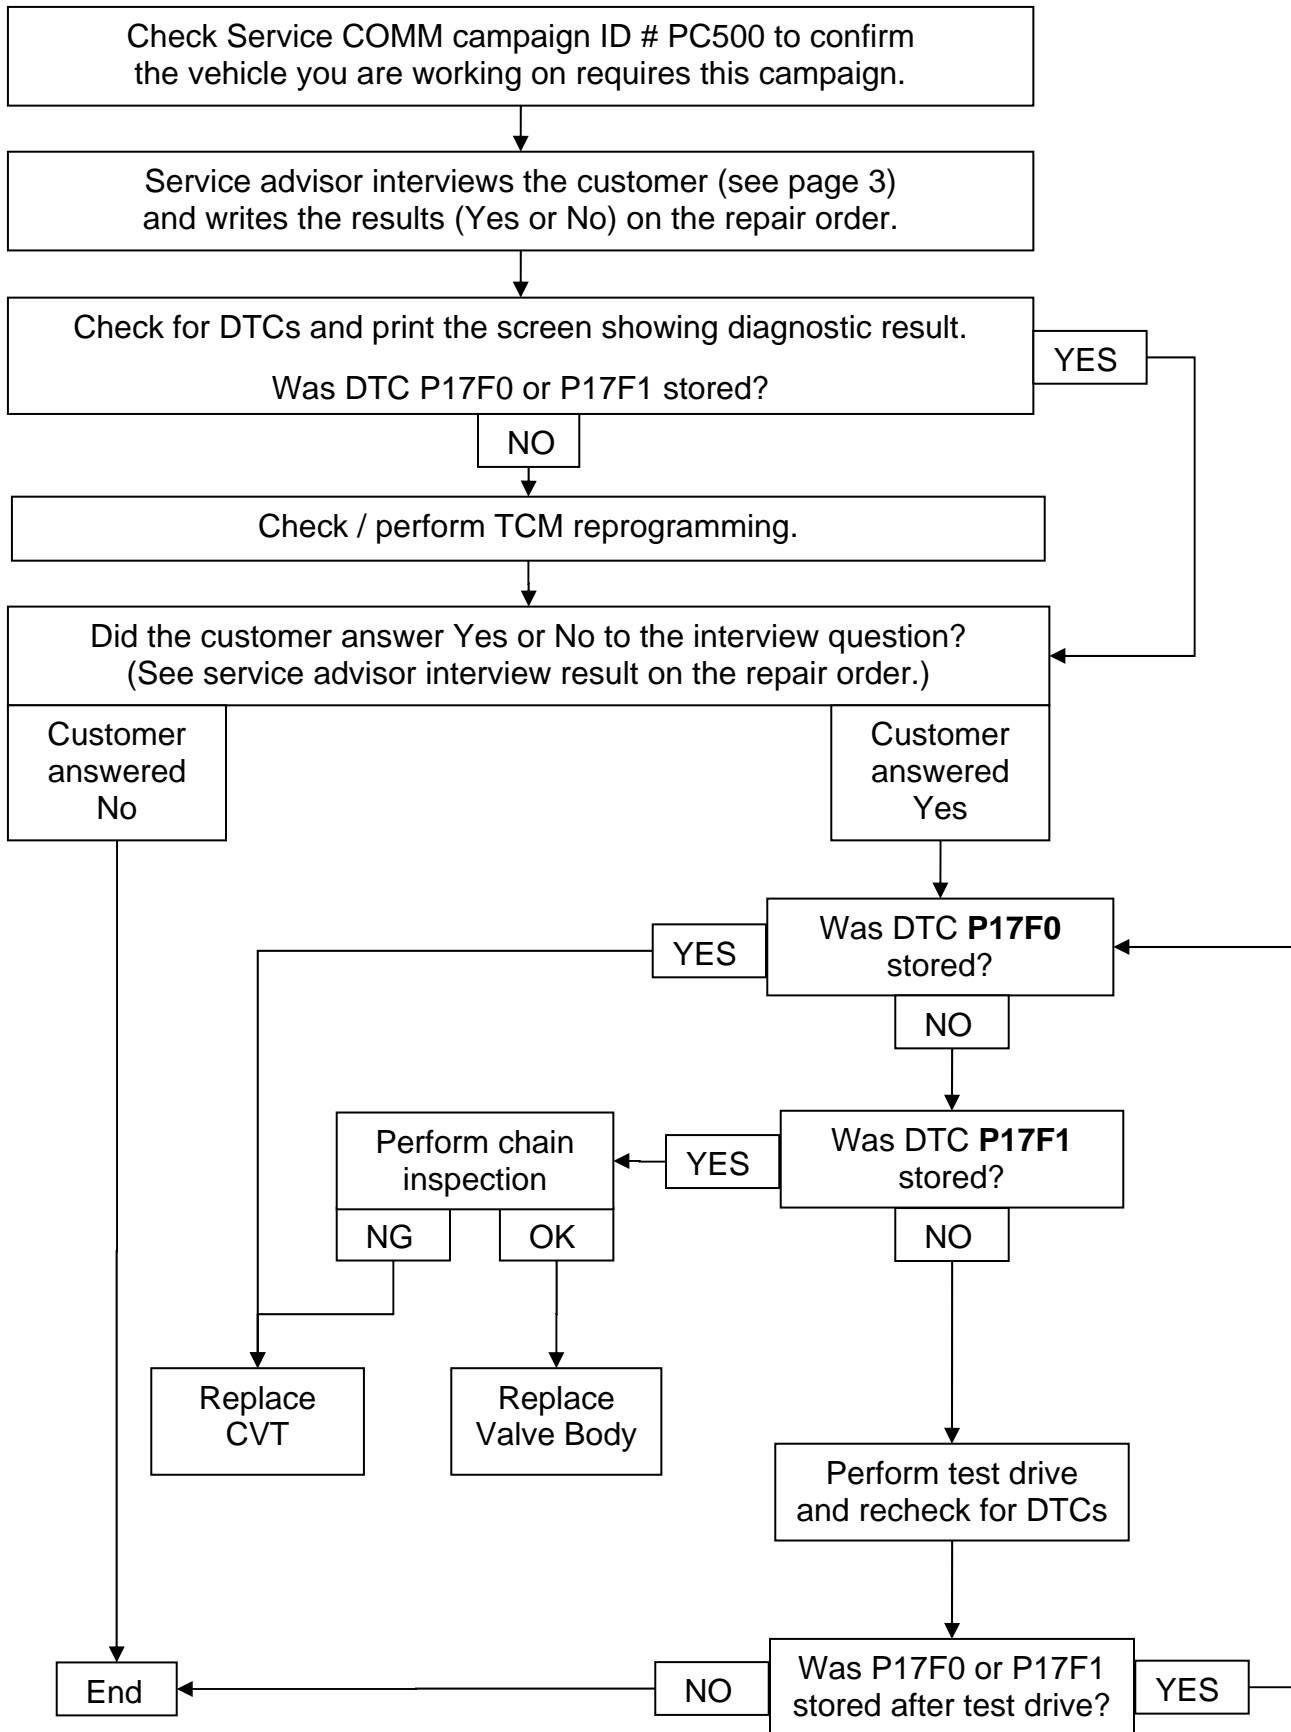 Check Service COMM campaign ID # PC500 to confirm
the vehicle you are working on requires this campaign.
Service advisor interviews the customer (see page 3)
and writes the results (Yes or No) on the repair order.
Check for DTCs and print the screen showing diagnostic result.
Was DTC P17F0 or P17F1 stored?
YES
NO
Check / perform TCM reprogramming.
Did the customer answer Yes or No to the interview question?
(See service advisor interview result on the repair order.)
Customer
answered
No
Customer
answered
Yes
Was DTC P17F0
stored?
YES
NO
Was DTC P17F1
stored?
YES
NO
Perform chain
inspection
NG
OK
Replace
CVT
Replace
Valve Body
Perform test drive
and recheck for DTCs
Was P17F0 or P17F1
stored after test drive?
NO
YES
End